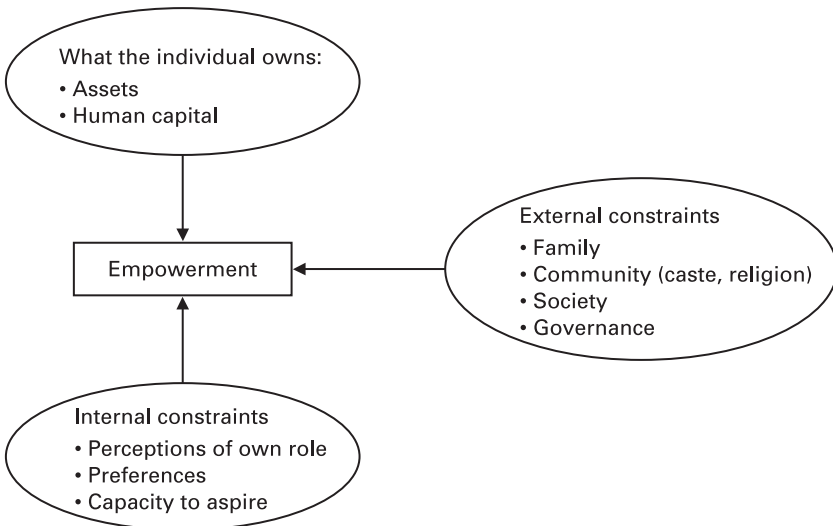 What the individual owns:
• Assets
• Human capital
Empowerment
External constraints
• Family
• Community (caste, religion)
• Society
• Governance
Internal constraints
• Perceptions of own role
• Preferences
• Capacity to aspire